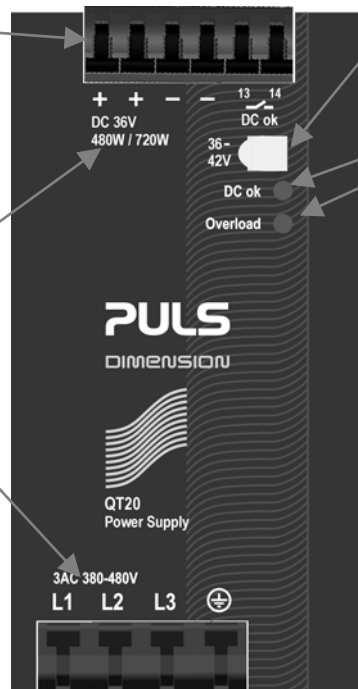 + + – –
13 14
DC ok
DC 36V
480W / 720W
36–
42V
DC ok
Overload
PULS
DIMENSION
QT20
Power Supply
3AC 380-480V
L1 L2 L3